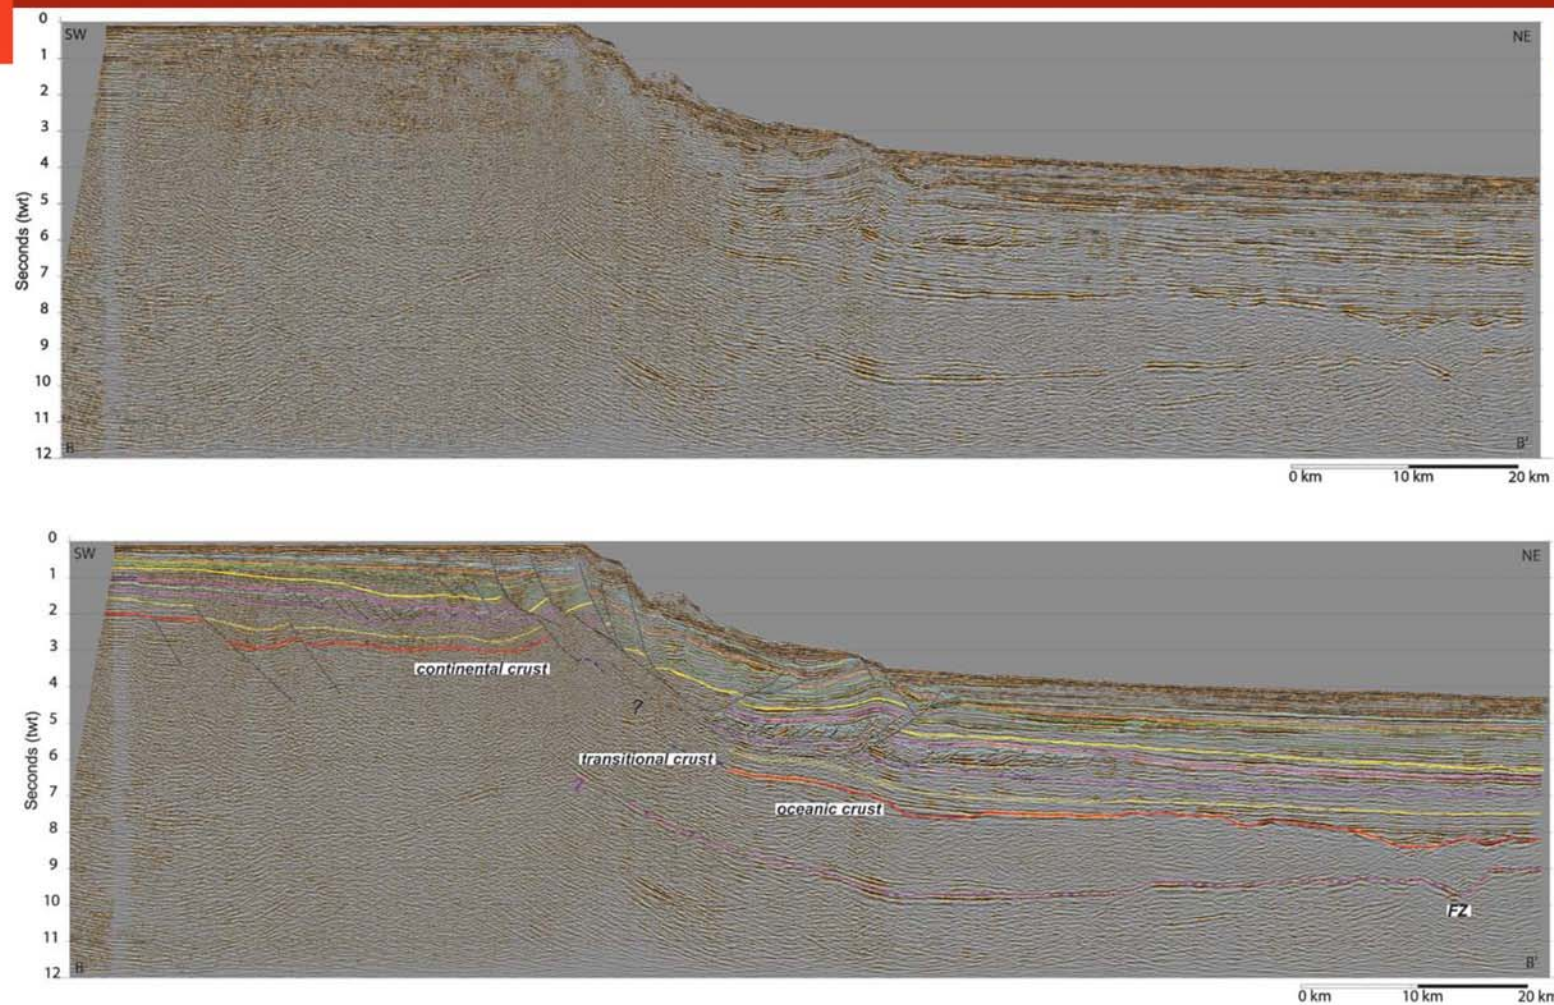 0
SW
NE
1
2
3
4
5
6
7
8
9
10
11
12
Seconds (twt)
B
B'
0 km
10 km
20 km
0
SW
NE
1
2
3
continental crust
4
?
5
6
transitional crust
?
7
oceanic crust
8
9
10
FZ
11
12
Seconds (twt)
B
B'
0 km
10 km
20 km